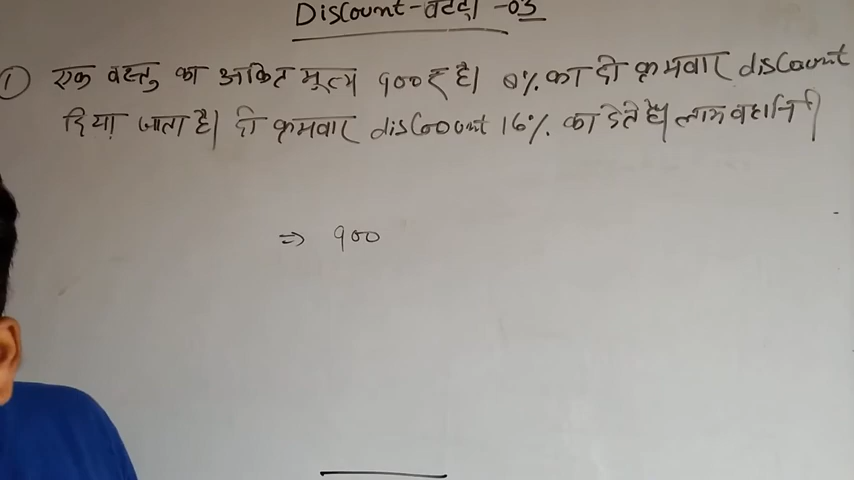 Discount-बट्टा -03
① एक वस्तु का अंकित मूल्य 900₹ है। 8% का दो क्रमवार discount
दिया जाता है। दो क्रमवार discount 16% का देते है। लाभ व हानि
⇒ 900